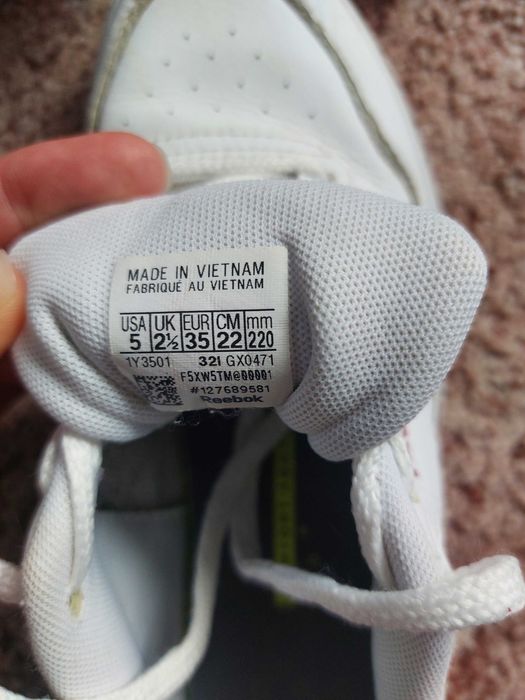 MADE IN VIETNAM
FABRIQUÉ AU VIETNAM
USA UK EUR CM mm
5 2½ 35 22 220
1Y3501 32I GX0471
F5XW5TM@00001
#127689581
Reebok